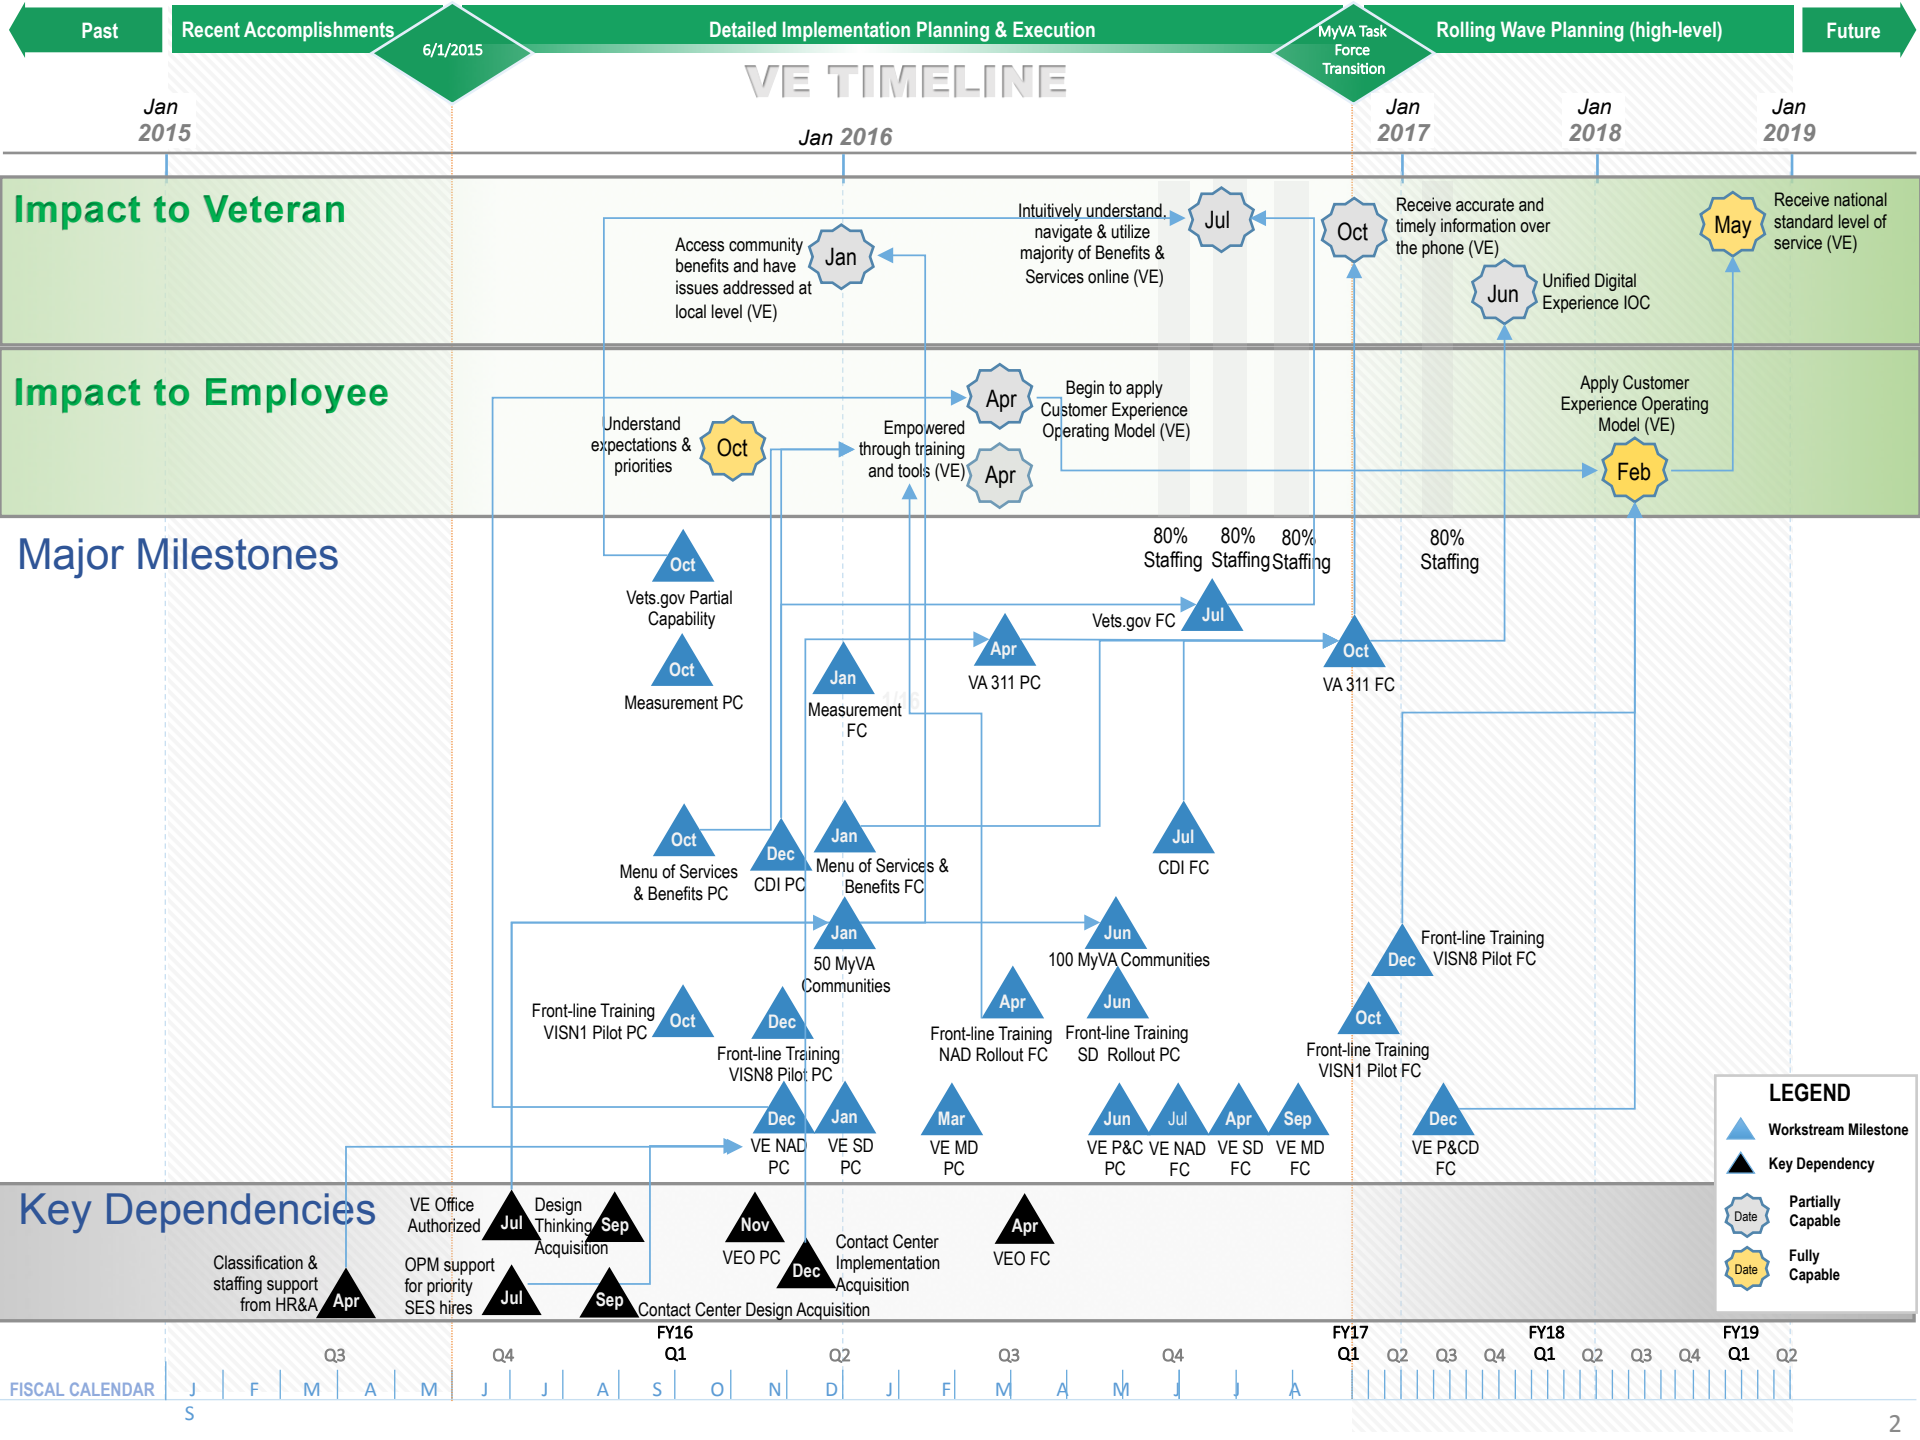 Past
Recent Accomplishments
6/1/2015
Detailed Implementation Planning & Execution
MyVA Task
Force
Transition
Rolling Wave Planning (high-level)
Future
VE TIMELINE
Jan
2015
Jan 2016
Jan
2017
Jan
2018
Jan
2019
Impact to Veteran
Access community
benefits and have
issues addressed at
local level (VE)
Jan
Intuitively understand,
navigate & utilize
majority of Benefits &
Services online (VE)
Jul
Oct
Receive accurate and
timely information over
the phone (VE)
Jun
Unified Digital
Experience IOC
May
Receive national
standard level of
service (VE)
Impact to Employee
Understand
expectations &
priorities
Oct
Empowered
through training
and tools (VE)
Apr
Apr
Begin to apply
Customer Experience
Operating Model (VE)
Apply Customer
Experience Operating
Model (VE)
Feb
Major Milestones
80%
Staffing
80%
Staffing
80%
Staffing
80%
Staffing
Oct
Vets.gov Partial
Capability
Oct
Measurement PC
Jan
Measurement
FC
1/16
Apr
VA 311 PC
Vets.gov FC
Jul
Oct
VA 311 FC
Oct
Menu of Services
& Benefits PC
Dec
CDI PC
Jan
Menu of Services &
Benefits FC
Jul
CDI FC
Jan
50 MyVA
Communities
Jun
100 MyVA Communities
Dec
Front-line Training
VISN8 Pilot FC
Front-line Training
VISN1 Pilot PC
Oct
Dec
Front-line Training
VISN8 Pilot PC
Apr
Front-line Training
NAD Rollout FC
Jun
Front-line Training
SD Rollout PC
Oct
Front-line Training
VISN1 Pilot FC
Dec
VE NAD
PC
Jan
VE SD
PC
Mar
VE MD
PC
Jun
VE P&C
PC
Jul
VE NAD
FC
Apr
VE SD
FC
Sep
VE MD
FC
Dec
VE P&CD
FC
LEGEND
Workstream Milestone
Key Dependency
Date
Partially
Capable
Date
Fully
Capable
Key Dependencies
Classification &
staffing support
from HR&A
Apr
VE Office
Authorized
Jul
Design
Thinking
Acquisition
Sep
OPM support
for priority
SES hires
Jul
Sep
Contact Center Design Acquisition
Nov
VEO PC
Dec
Contact Center
Implementation
Acquisition
Apr
VEO FC
FY16
FY17
FY18
FY19
Q3
Q4
Q1
Q2
Q3
Q4
Q1
Q2
Q3
Q4
Q1
Q2
Q3
Q4
Q1
Q2
FISCAL CALENDAR
J F M A M J J A S O N D J F M A M J J A
S
2